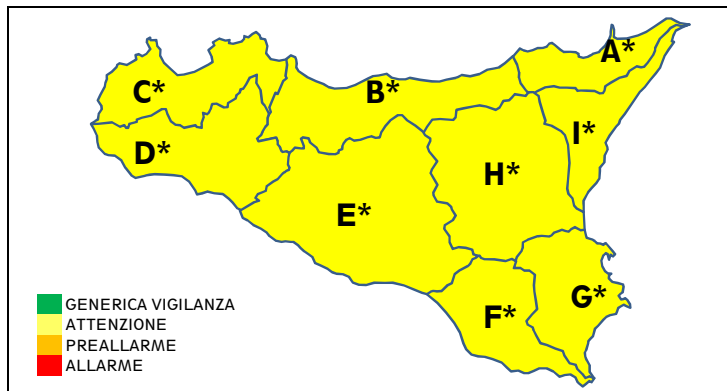 A*
C*
B*
I*
D*
H*
E*
G*
F*
GENERICA VIGILANZA
ATTENZIONE
PREALLARME
ALLARME